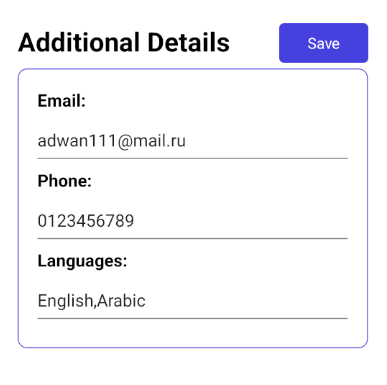 Additional Details
Save
Email:
adwan111@mail.ru
Phone:
0123456789
Languages:
English,Arabic